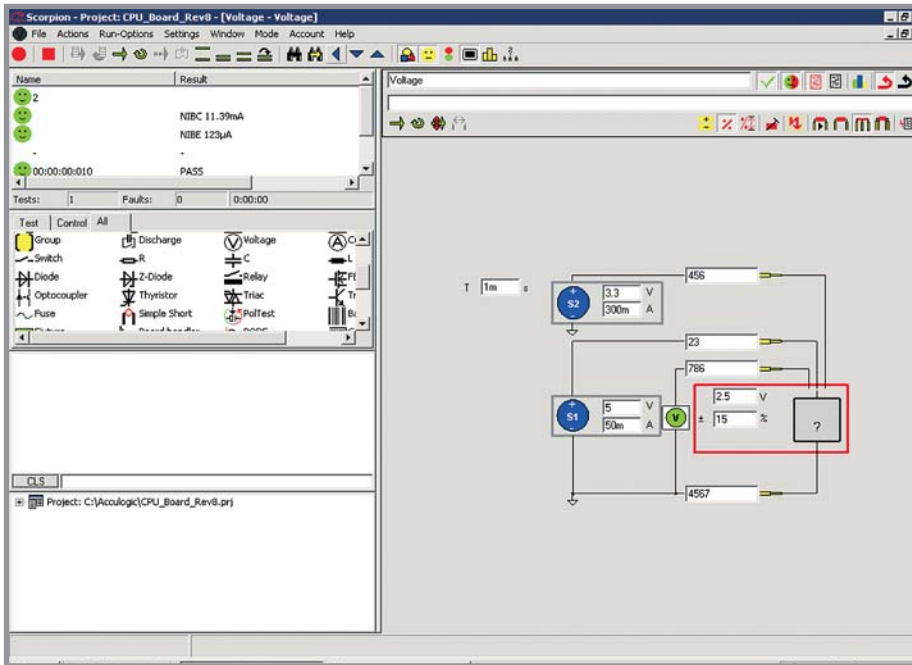 Scorpion - Project: CPU_Board_Rev8 - [Voltage - Voltage]
File Actions Run-Options Settings Window Mode Account Help
Name Result
2
NIBC 11.39mA
NIBE 123µA
- -
00:00:00:010 PASS
Tests: 1 Faults: 0 0:00:00
Test Control All
Group Discharge Voltage
Switch R C L
Diode Z-Diode Relay
Optocoupler Thyristor Triac
Fuse Simple Short PolTest
CLS
Project: C:\Acculogic\CPU_Board_Rev8.prj
Voltage
T 1m s
456
S2 3.3 V
300m A
23
786
2.5 V
S1 5 V
50m A
V
± 15 %
?
4567